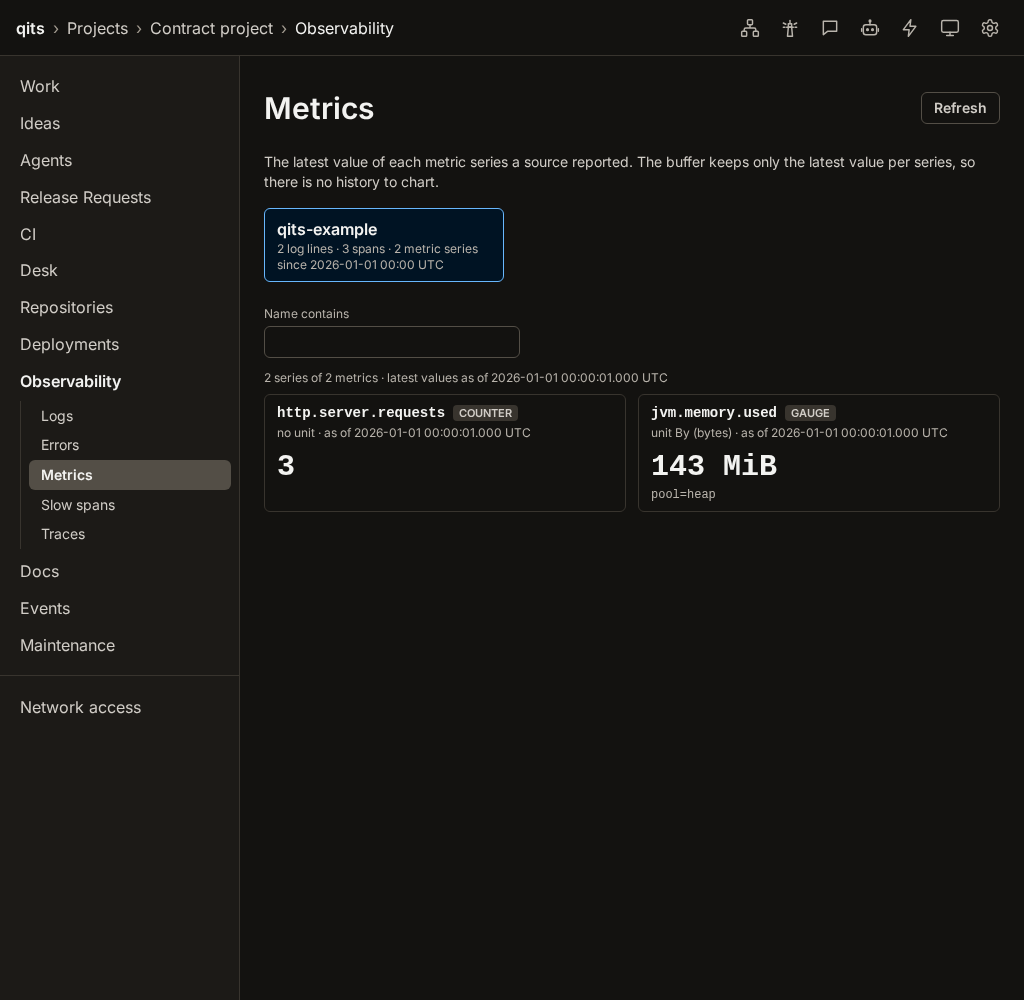 qits › Projects › Contract project › Observability
Work
Ideas
Agents
Release Requests
CI
Desk
Repositories
Deployments
Observability
Logs
Errors
Metrics
Slow spans
Traces
Docs
Events
Maintenance
Network access
Metrics
Refresh
The latest value of each metric series a source reported. The buffer keeps only the latest value per series, so
there is no history to chart.
qits-example
2 log lines · 3 spans · 2 metric series
since 2026-01-01 00:00 UTC
Name contains
2 series of 2 metrics · latest values as of 2026-01-01 00:00:01.000 UTC
http.server.requests COUNTER
no unit · as of 2026-01-01 00:00:01.000 UTC
3
jvm.memory.used GAUGE
unit By (bytes) · as of 2026-01-01 00:00:01.000 UTC
143 MiB
pool=heap